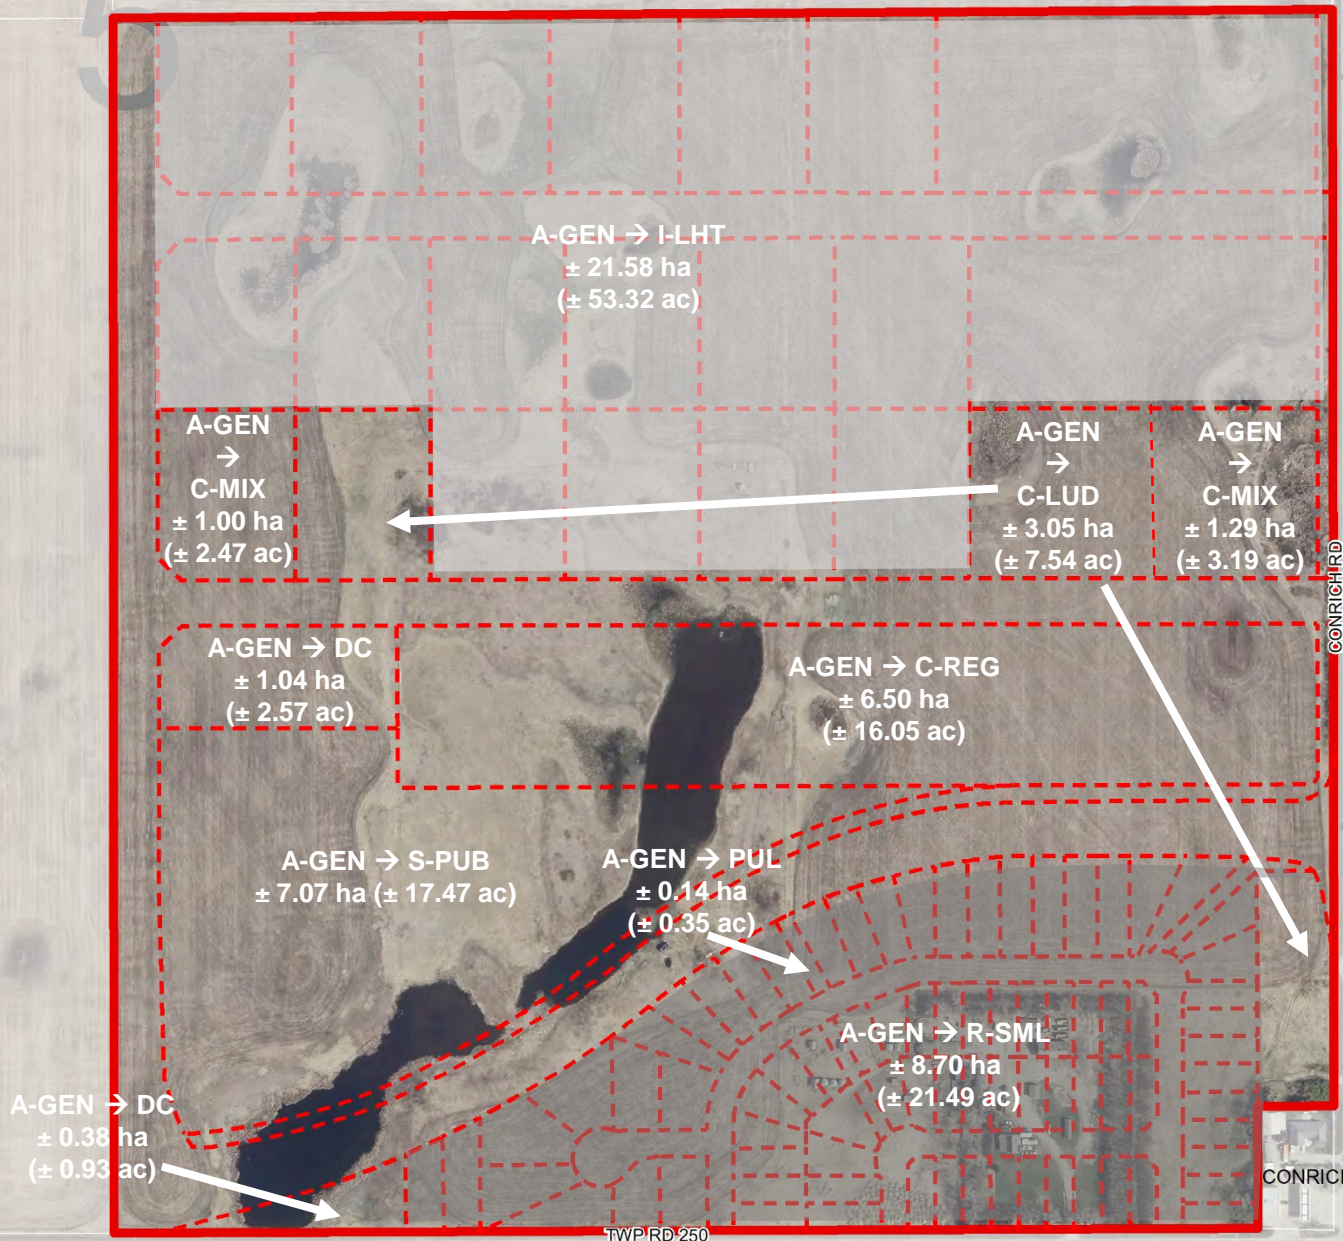 5
A-GEN → I-LHT
± 21.58 ha
(± 53.32 ac)
A-GEN
→
C-MIX
± 1.00 ha
(± 2.47 ac)
A-GEN
→
C-LUD
± 3.05 ha
(± 7.54 ac)
A-GEN
→
C-MIX
± 1.29 ha
(± 3.19 ac)
CONRICH RD
A-GEN → DC
± 1.04 ha
(± 2.57 ac)
A-GEN → C-REG
± 6.50 ha
(± 16.05 ac)
A-GEN → S-PUB
± 7.07 ha (± 17.47 ac)
A-GEN → PUL
± 0.14 ha
(± 0.35 ac)
A-GEN → R-SML
± 8.70 ha
(± 21.49 ac)
A-GEN → DC
± 0.38 ha
(± 0.93 ac)
CONRICH
TWP RD 250